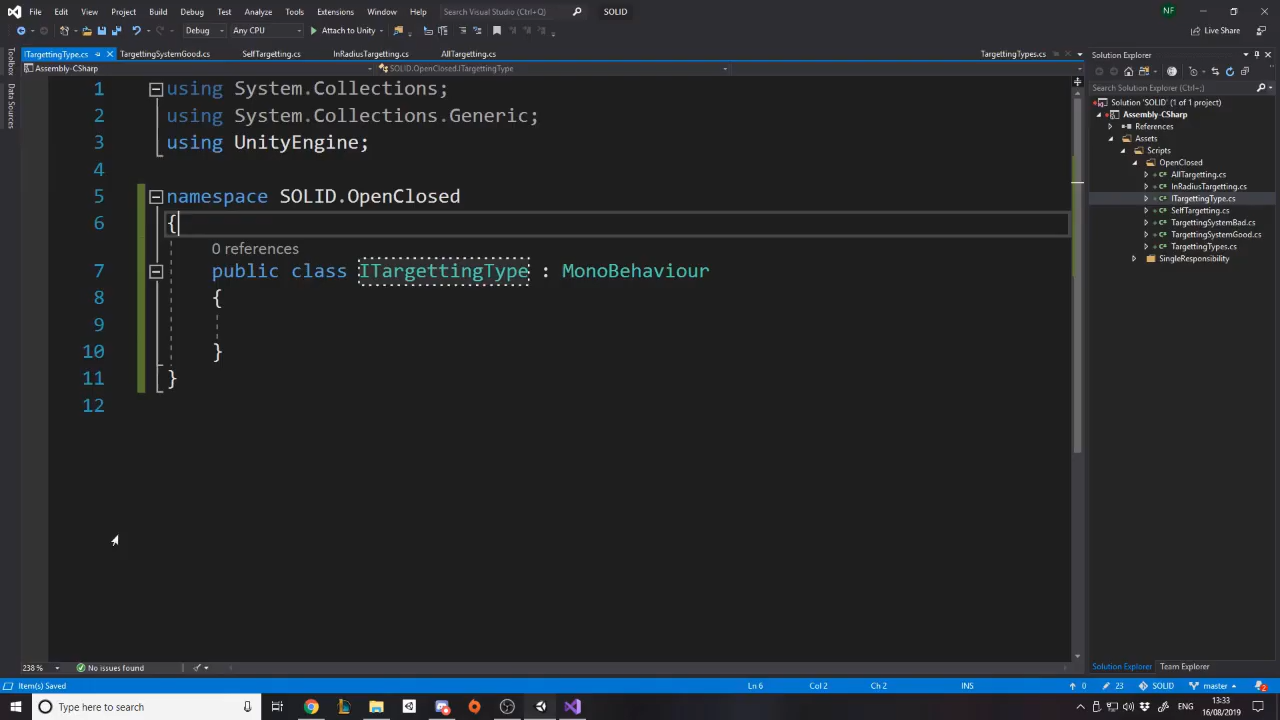 File Edit View Project Build Debug Test Analyze Tools Extensions Window Help Search Visual Studio (Ctrl+Q) SOLID NF
Debug Any CPU Attach to Unity Live Share
ITargettingType.cs TargettingSystemGood.cs SelfTargetting.cs InRadiusTargetting.cs AllTargetting.cs TargettingTypes.cs Solution Explorer
Assembly-CSharp SOLID.OpenClosed.ITargettingType
Toolbox
Data Sources
1 using System.Collections;
2 using System.Collections.Generic;
3 using UnityEngine;
4
5 namespace SOLID.OpenClosed
6 {
0 references
7 public class ITargettingType : MonoBehaviour
8 {
9
10 }
11 }
12
Search Solution Explorer (Ctrl+;)
Solution 'SOLID' (1 of 1 project)
Assembly-CSharp
References
Assets
Scripts
OpenClosed
AllTargetting.cs
InRadiusTargetting.cs
ITargettingType.cs
SelfTargetting.cs
TargettingSystemBad.cs
TargettingSystemGood.cs
TargettingTypes.cs
SingleResponsibility
238 % No issues found
Solution Explorer Team Explorer
Item(s) Saved Ln 6 Col 2 Ch 2 INS 0 23 SOLID master 2
Type here to search ENG 13:33
16/08/2019